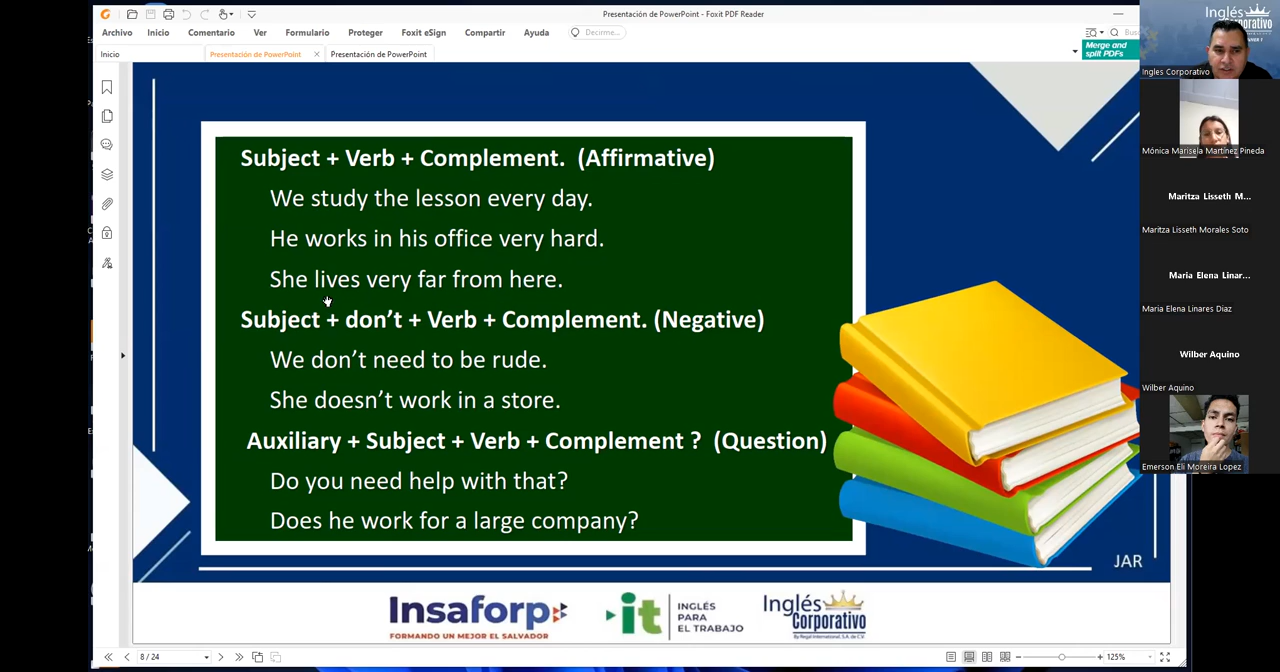 Presentación de PowerPoint - Foxit PDF Reader
Archivo Inicio Comentario Ver Formulario Proteger Foxit eSign Compartir Ayuda Decirme...
Merge and
split PDFs
Inicio Presentación de PowerPoint Presentación de PowerPoint
Subject + Verb + Complement. (Affirmative)
We study the lesson every day.
He works in his office very hard.
She lives very far from here.
Subject + don’t + Verb + Complement. (Negative)
We don’t need to be rude.
She doesn’t work in a store.
Auxiliary + Subject + Verb + Complement ? (Question)
Do you need help with that?
Does he work for a large company?
JAR
Insaforp
FORMANDO UN MEJOR EL SALVADOR
it
INGLÉS
PARA
EL TRABAJO
Inglés
Corporativo
By Regal International, S.A. de C.V.
8 / 24
125%
Inglés
Ingles Corporativo
Mónica Marisela Martínez Pineda
Maritza Lisseth M...
Maritza Lisseth Morales Soto
Maria Elena Linar...
Maria Elena Linares Diaz
Wilber Aquino
Wilber Aquino
Emerson Eli Moreira Lopez